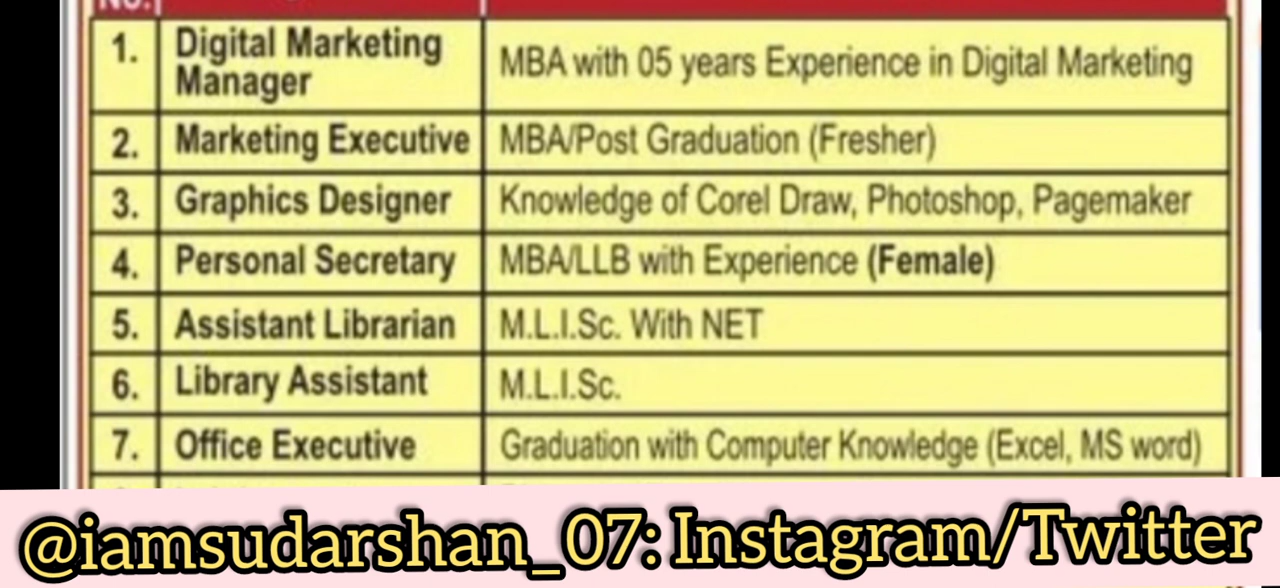 No.
1. Digital Marketing Manager MBA with 05 years Experience in Digital Marketing
2. Marketing Executive MBA/Post Graduation (Fresher)
3. Graphics Designer Knowledge of Corel Draw, Photoshop, Pagemaker
4. Personal Secretary MBA/LLB with Experience (Female)
5. Assistant Librarian M.L.I.Sc. With NET
6. Library Assistant M.L.I.Sc.
7. Office Executive Graduation with Computer Knowledge (Excel, MS word)
@iamsudarshan_07: Instagram/Twitter